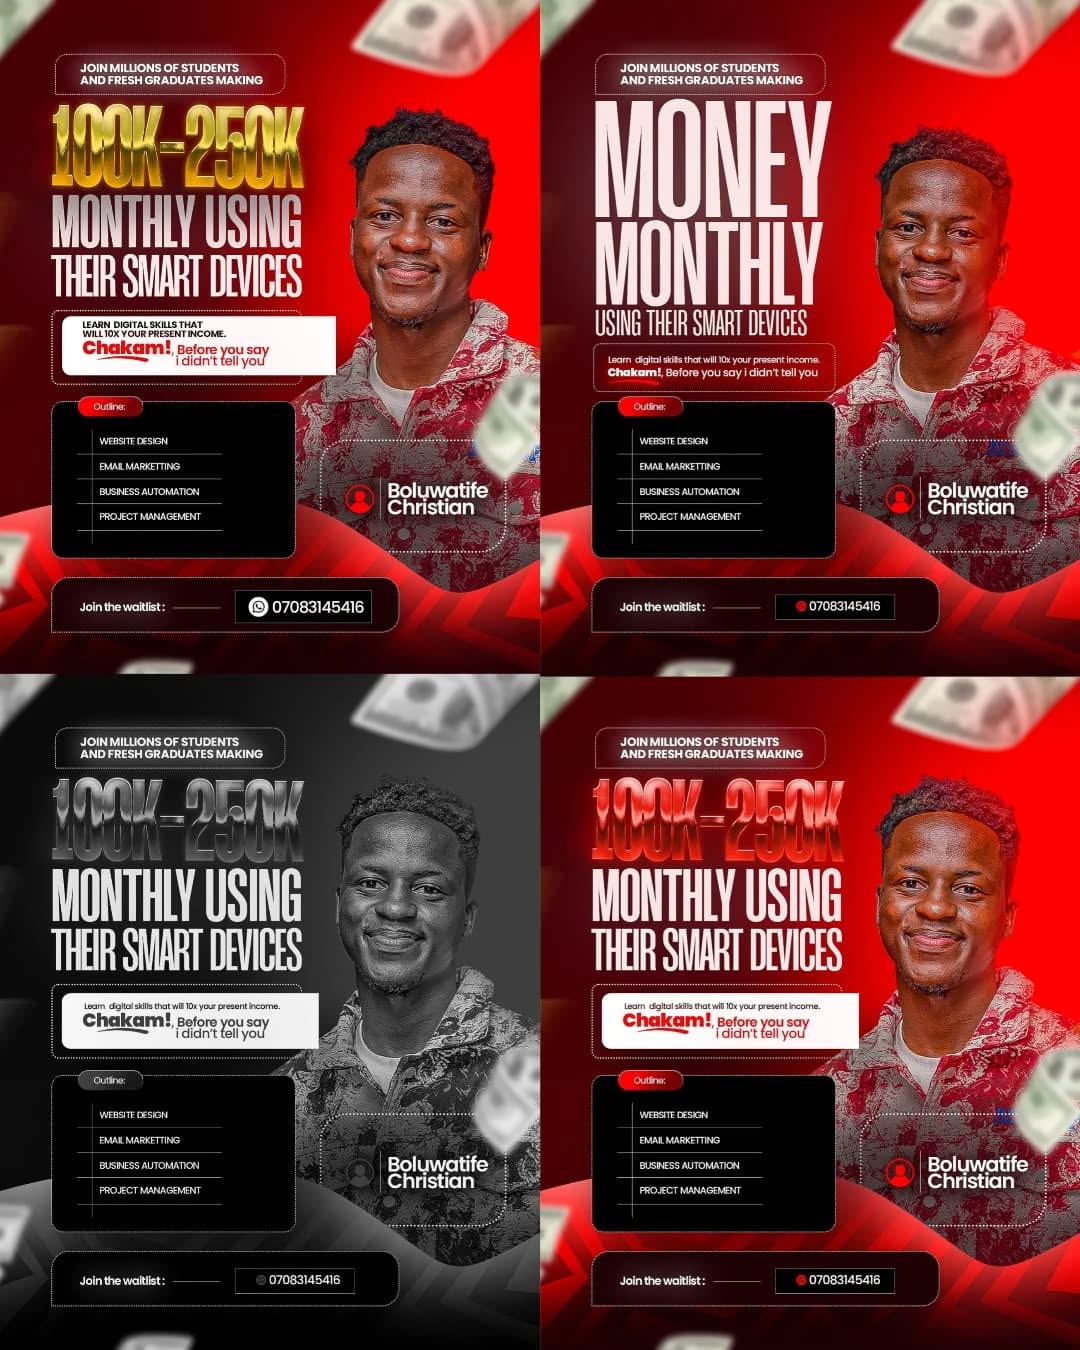 JOIN MILLIONS OF STUDENTS
AND FRESH GRADUATES MAKING
100K-250K
MONTHLY USING
THEIR SMART DEVICES
LEARN DIGITAL SKILLS THAT
WILL 10X YOUR PRESENT INCOME.
Chakam!, Before you say
i didn't tell you
Outline:
WEBSITE DESIGN
EMAIL MARKETTING
BUSINESS AUTOMATION
PROJECT MANAGEMENT
Boluwatife
Christian
Join the waitlist :
07083145416
JOIN MILLIONS OF STUDENTS
AND FRESH GRADUATES MAKING
MONEY
MONTHLY
USING THEIR SMART DEVICES
Learn digital skills that will 10x your present income.
Chakam!, Before you say i didn't tell you
Outline:
WEBSITE DESIGN
EMAIL MARKETTING
BUSINESS AUTOMATION
PROJECT MANAGEMENT
Boluwatife
Christian
Join the waitlist :
07083145416
JOIN MILLIONS OF STUDENTS
AND FRESH GRADUATES MAKING
100K-250K
MONTHLY USING
THEIR SMART DEVICES
Learn digital skills that will 10x your present income.
Chakam!, Before you say
i didn't tell you
Outline:
WEBSITE DESIGN
EMAIL MARKETTING
BUSINESS AUTOMATION
PROJECT MANAGEMENT
Boluwatife
Christian
Join the waitlist :
07083145416
JOIN MILLIONS OF STUDENTS
AND FRESH GRADUATES MAKING
100K-250K
MONTHLY USING
THEIR SMART DEVICES
Learn digital skills that will 10x your present income.
Chakam!, Before you say
i didn't tell you
Outline:
WEBSITE DESIGN
EMAIL MARKETTING
BUSINESS AUTOMATION
PROJECT MANAGEMENT
Boluwatife
Christian
Join the waitlist :
07083145416